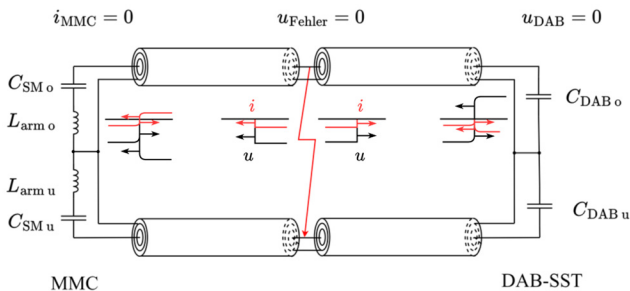 i_MMC = 0 u_Fehler = 0 u_DAB = 0
C_SM o
L_arm o
L_arm u
C_SM u
i i
u u
C_DAB o
C_DAB u
MMC DAB-SST